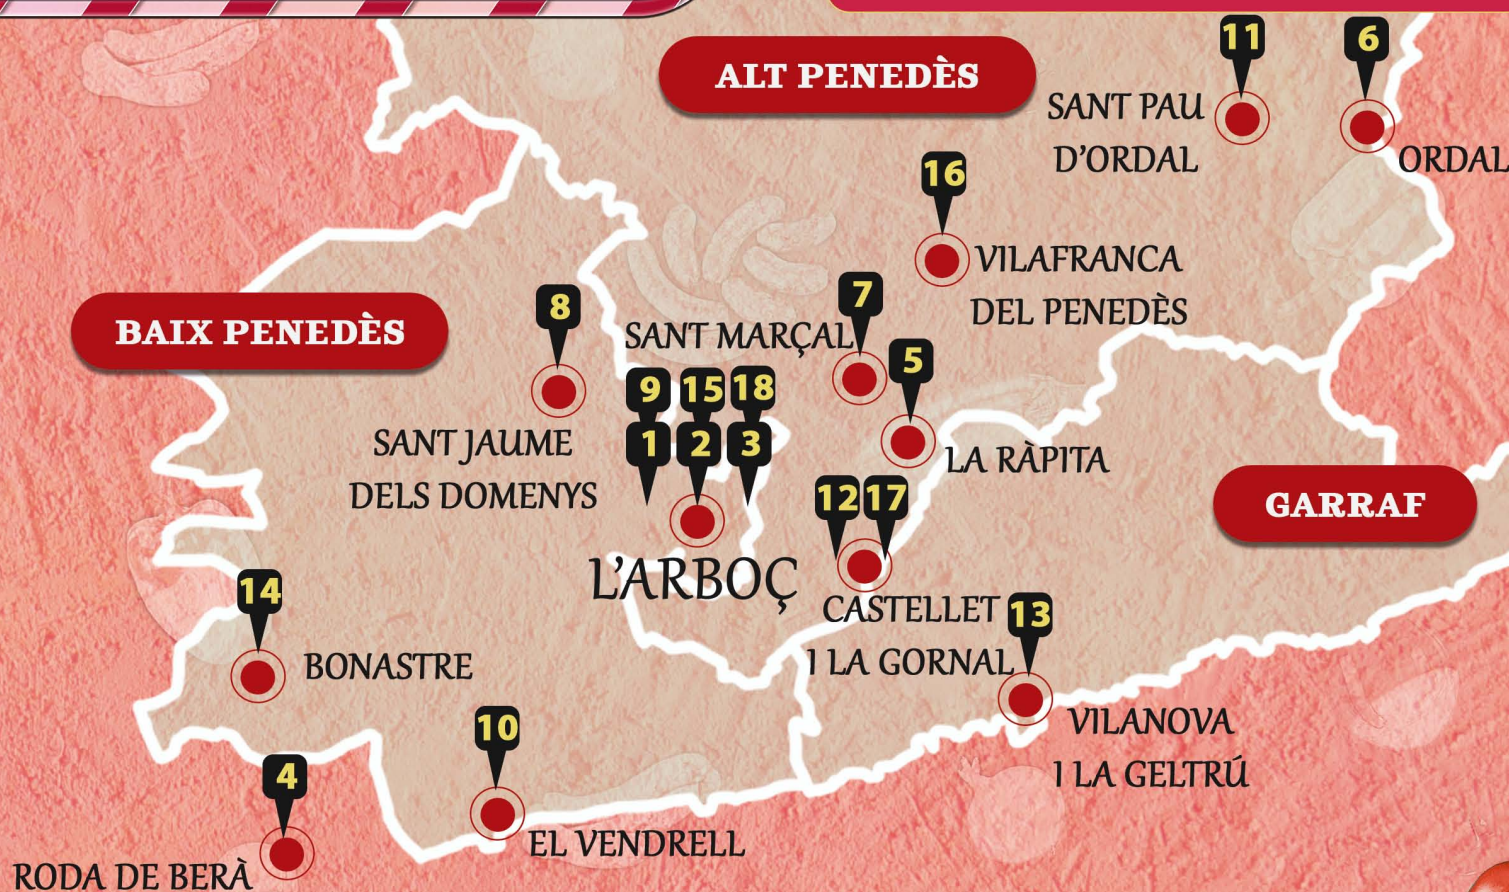 ALT PENEDÈS
11
6
SANT PAU
D'ORDAL
ORDAL
16
VILAFRANCA
DEL PENEDÈS
BAIX PENEDÈS
8
7
SANT MARÇAL
5
9
15
18
SANT JAUME
DELS DOMENYS
1
2
3
LA RÀPITA
12
17
GARRAF
L'ARBOÇ
14
CASTELLET
I LA GORNAL
13
BONASTRE
10
VILANOVA
I LA GELTRÚ
4
EL VENDRELL
RODA DE BERÀ